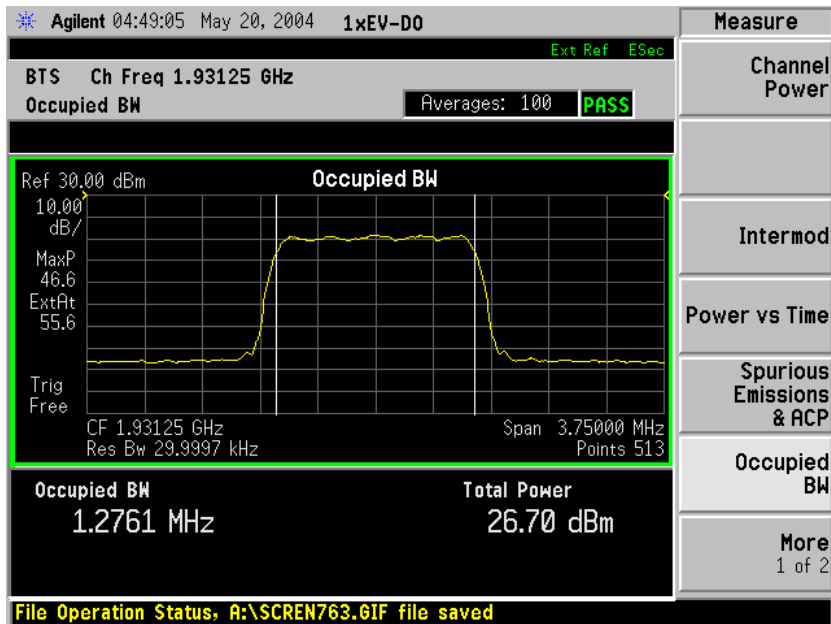 Agilent 04:49:05 May 20, 2004 1xEV-DO
Measure
Ext Ref ESec
BTS Ch Freq 1.93125 GHz
Occupied BW
Averages: 100 PASS
Channel Power
Ref 30.00 dBm
Occupied BW
10.00
dB/
MaxP
46.6
ExtAt
55.6
Trig
Free
CF 1.93125 GHz
Span 3.75000 MHz
Res Bw 29.9997 kHz
Points 513
Intermod
Power vs Time
Spurious
Emissions
& ACP
Occupied
BW
More
1 of 2
Occupied BW
Total Power
1.2761 MHz
26.70 dBm
File Operation Status, A:\SCREN763.GIF file saved